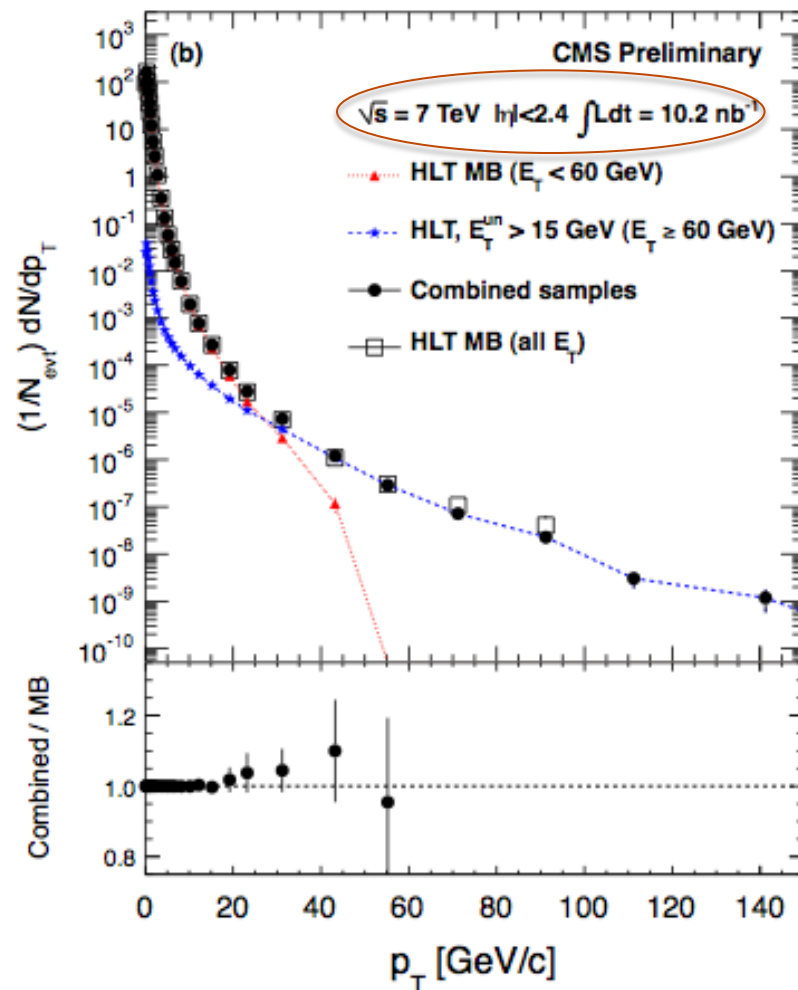 (b) CMS Preliminary
√s = 7 TeV |η|<2.4 ∫Ldt = 10.2 nb⁻¹
HLT MB (E_T < 60 GeV)
HLT, E_T^un > 15 GeV (E_T ≥ 60 GeV)
Combined samples
HLT MB (all E_T)
(1/N_evt) dN/dp_T
10³
10²
10
1
10⁻¹
10⁻²
10⁻³
10⁻⁴
10⁻⁵
10⁻⁶
10⁻⁷
10⁻⁸
10⁻⁹
10⁻¹⁰
Combined / MB
1.2
1.0
0.8
0 20 40 60 80 100 120 140
p_T [GeV/c]